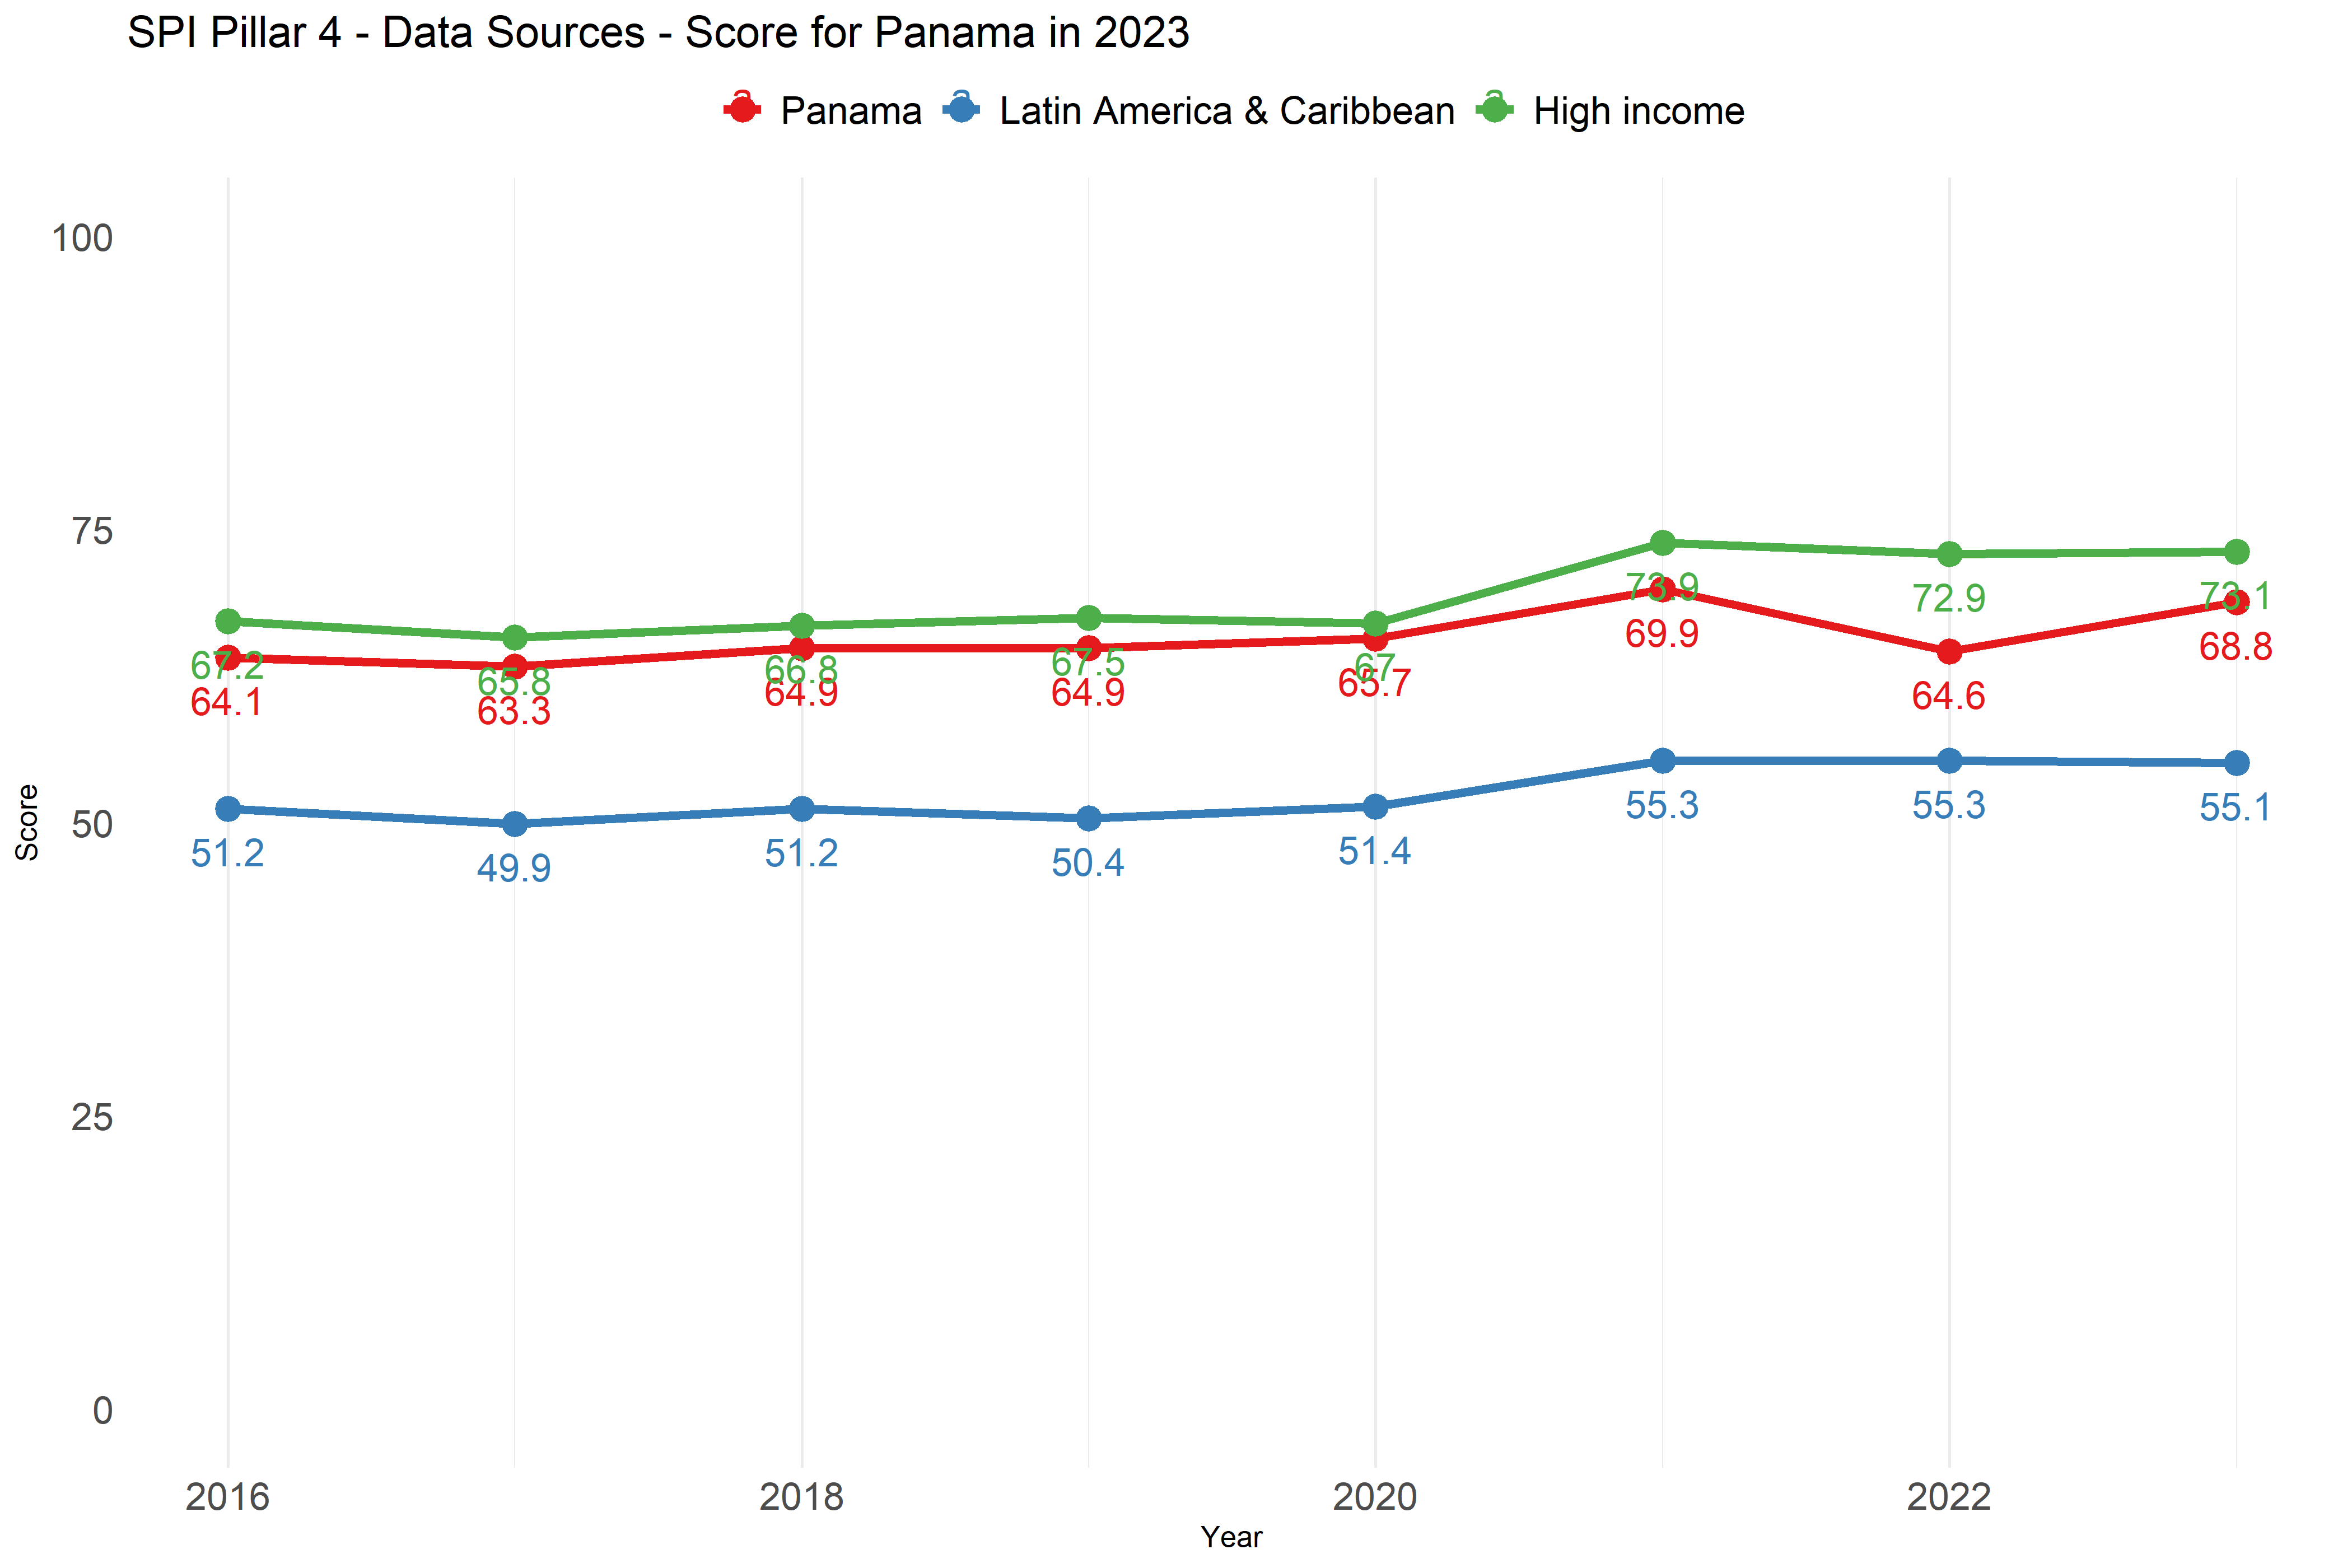 SPI Pillar 4 - Data Sources - Score for Panama in 2023
a Panama a Latin America & Caribbean a High income
100
75
50
25
0
Score
67.2 65.8 66.8 67.5 67 73.9 72.9 73.1
64.1 63.3 64.9 64.9 65.7 69.9 64.6 68.8
51.2 49.9 51.2 50.4 51.4 55.3 55.3 55.1
2016 2018 2020 2022
Year